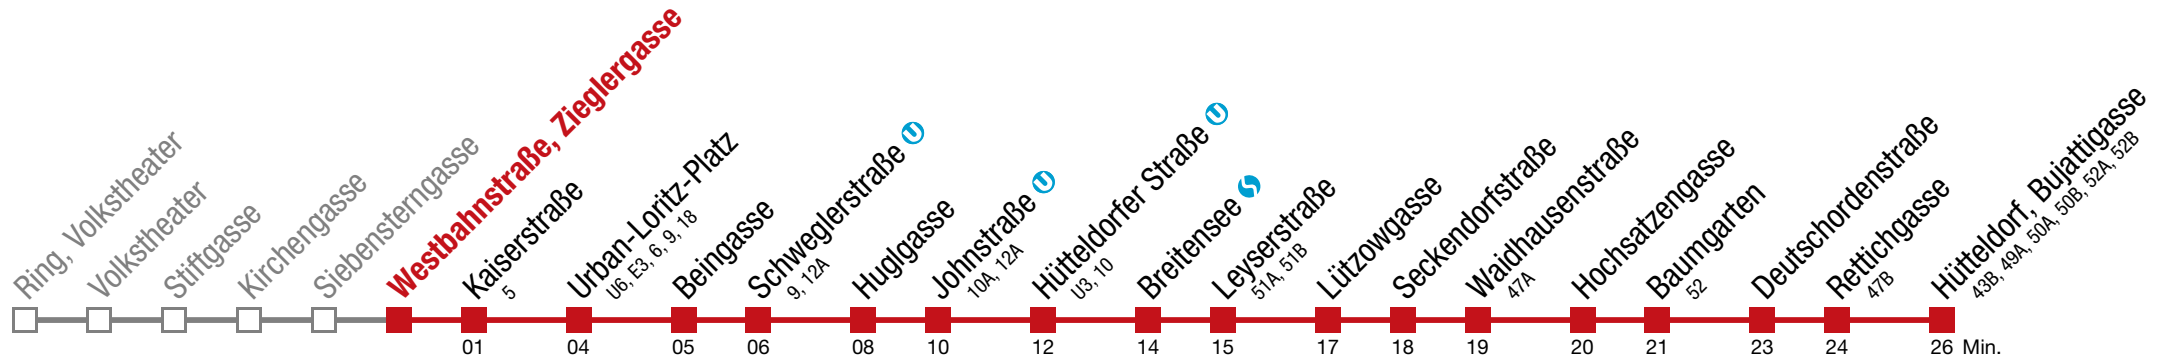 Ring, Volkstheater
Volkstheater
Stiftgasse
Kirchengasse
Siebensterngasse
Westbahnstraße, Zieglergasse
Kaiserstraße
5
Urban-Loritz-Platz
U6, E3, 6, 9, 18
Beingasse
Schweglerstraße U
9, 12A
Huglgasse
Johnstraße U
10A, 12A
Hütteldorfer Straße U
U3, 10
Breitensee S
Leyserstraße
51A, 51B
Lützowgasse
Seckendorfstraße
Waidhausenstraße
47A
Hochsatzengasse
Baumgarten
52
Deutschordenstraße
Rettichgasse
47B
Hütteldorf, Bujattigasse
43B, 49A, 50A, 50B, 52A, 52B
01 04 05 06 08 10 12 14 15 17 18 19 20 21 23 24 26 Min.